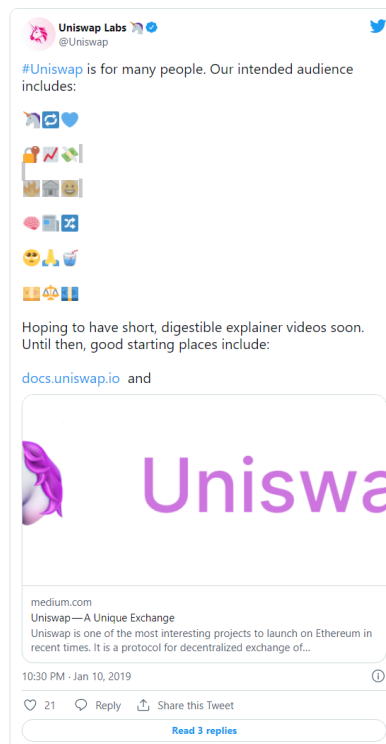 Uniswap Labs 🦄
@Uniswap
#Uniswap is for many people. Our intended audience
includes:
🦄🔁💙
🔐📈💸
🔥🏦😀
🧠📰🔀
🥺🙏🥤
💴⚖️💶
Hoping to have short, digestible explainer videos soon.
Until then, good starting places include:
docs.uniswap.io and
Uniswa
medium.com
Uniswap—A Unique Exchange
Uniswap is one of the most interesting projects to launch on Ethereum in
recent times. It is a protocol for decentralized exchange of...
10:30 PM · Jan 10, 2019
21 Reply Share this Tweet
Read 3 replies